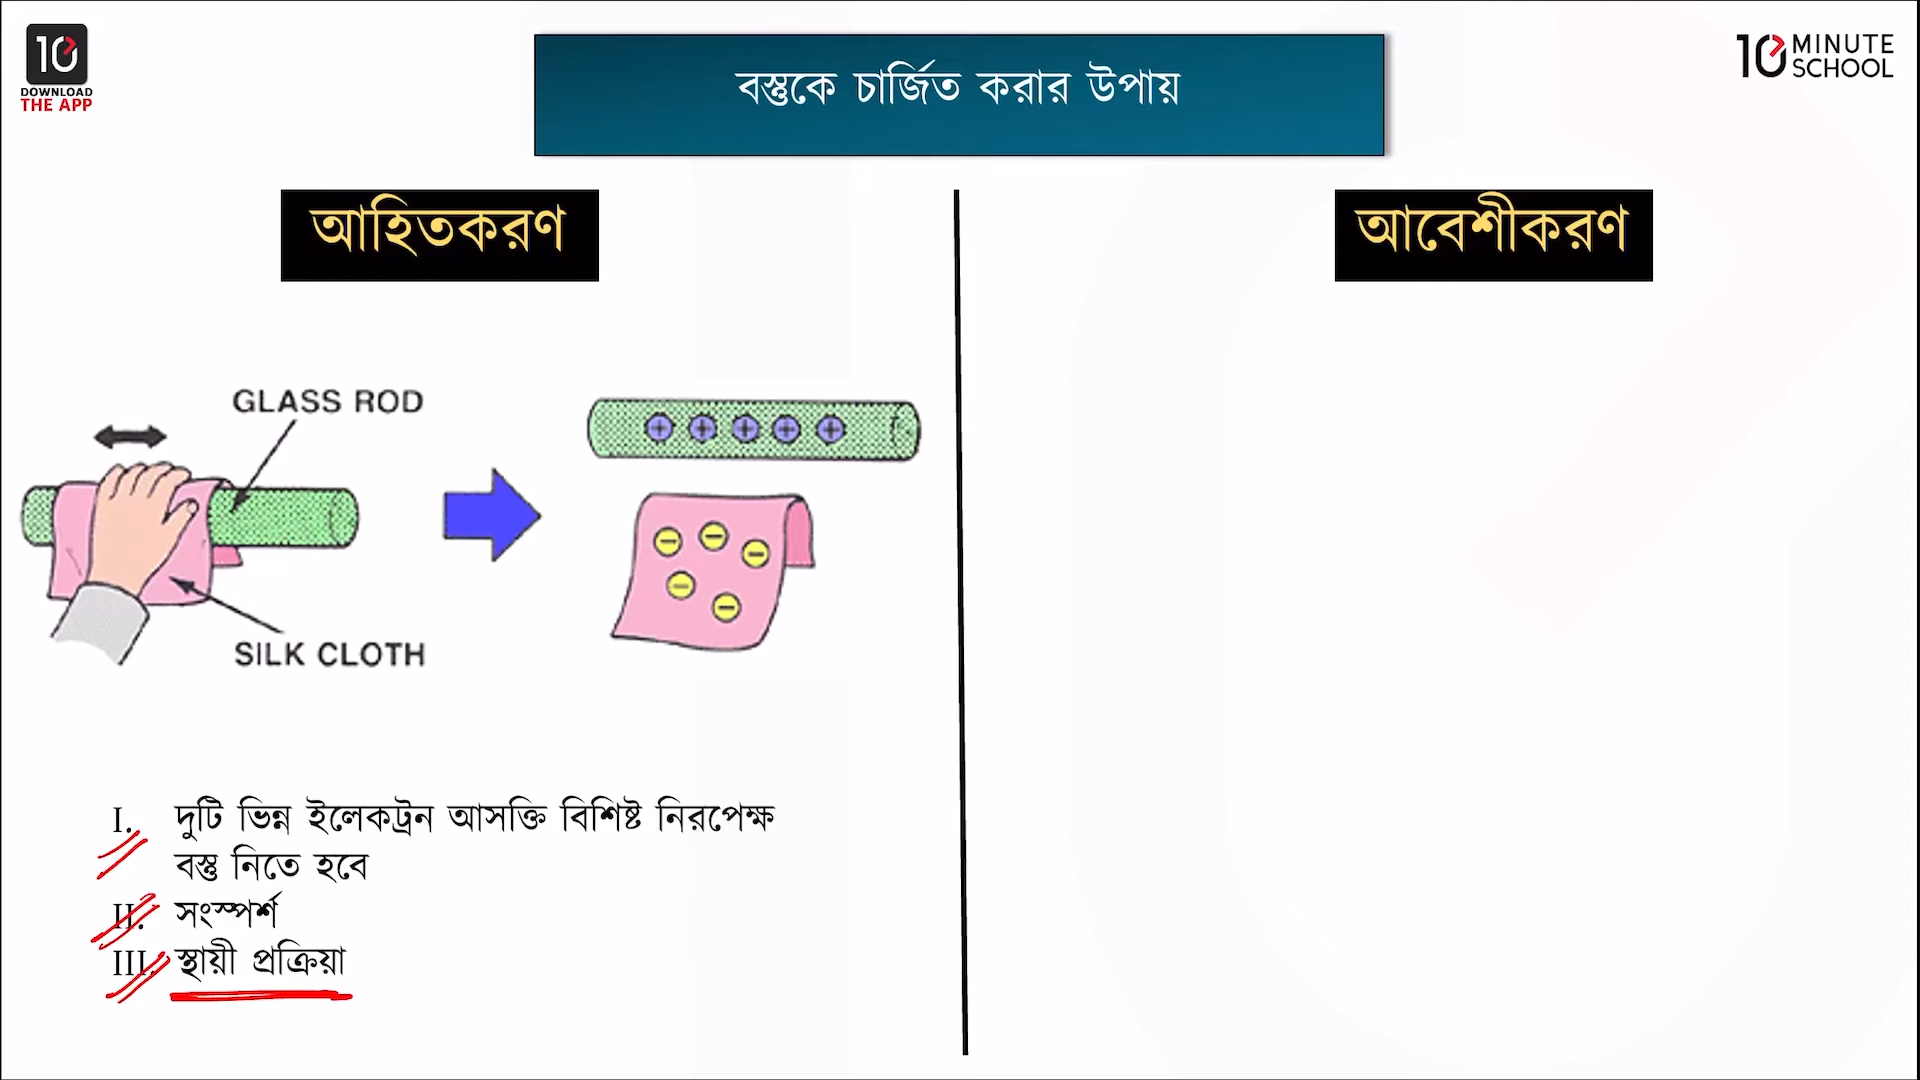 10
DOWNLOAD
THE APP
বস্তুকে চার্জিত করার উপায়
10 MINUTE
SCHOOL
আহিতকরণ
আবেশীকরণ
GLASS ROD
SILK CLOTH
I. দুটি ভিন্ন ইলেকট্রন আসক্তি বিশিষ্ট নিরপেক্ষ
বস্তু নিতে হবে
II. সংস্পর্শ
III. স্থায়ী প্রক্রিয়া